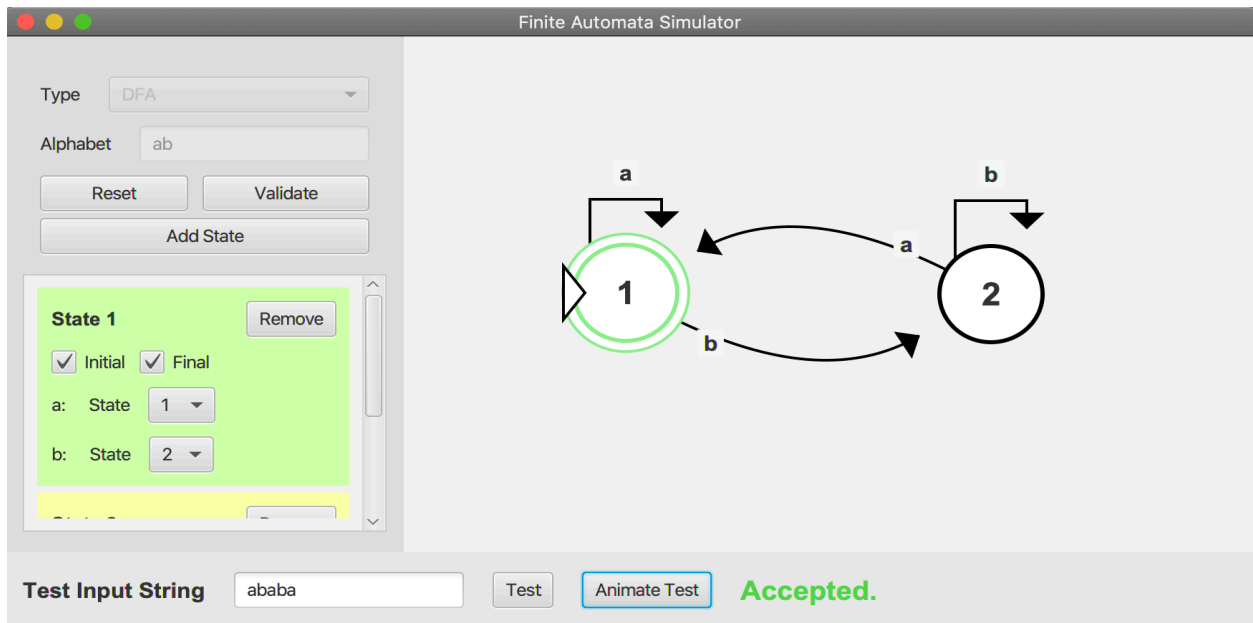 Finite Automata Simulator
Type DFA
Alphabet ab
Reset Validate
Add State
State 1 Remove
Initial Final
a: State 1
b: State 2
a
b
a
b
1
2
Test Input String ababa Test Animate Test Accepted.